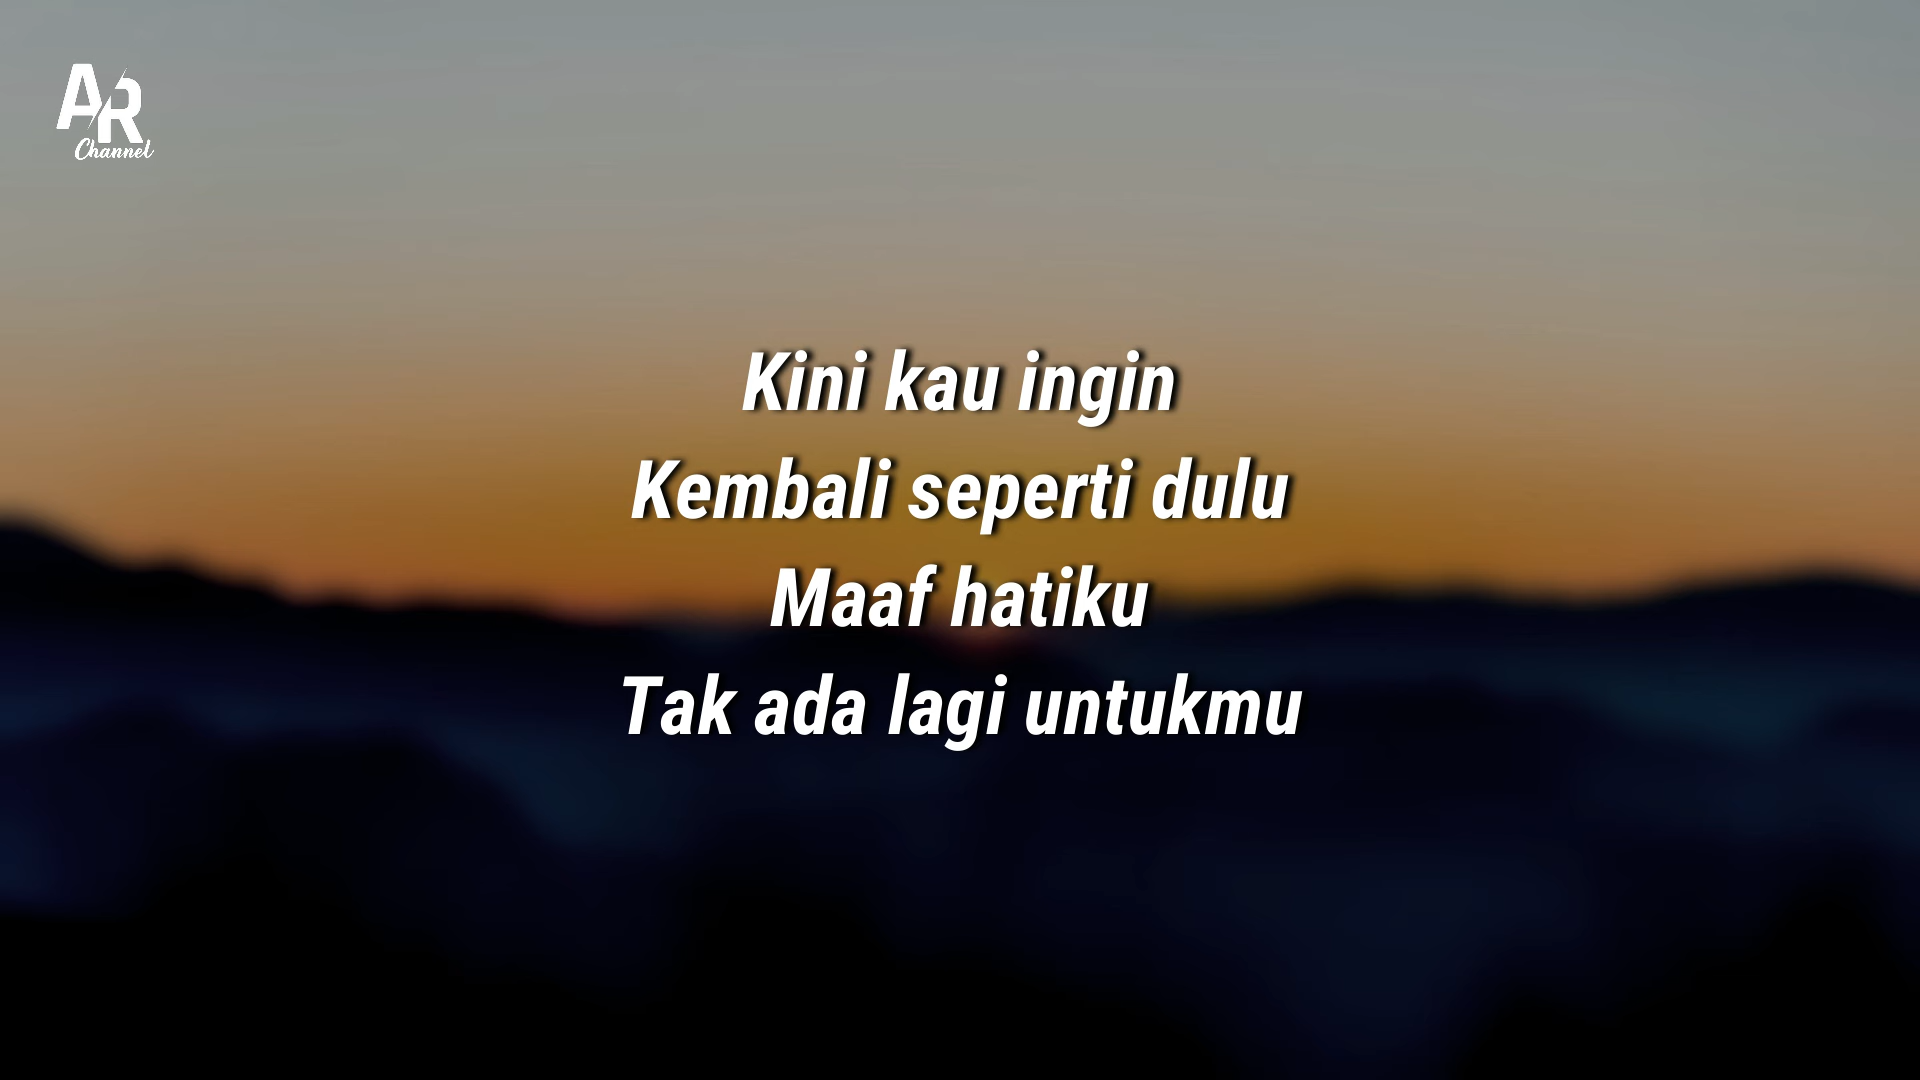 AR
Channel
Kini kau ingin
Kembali seperti dulu
Maaf hatiku
Tak ada lagi untukmu